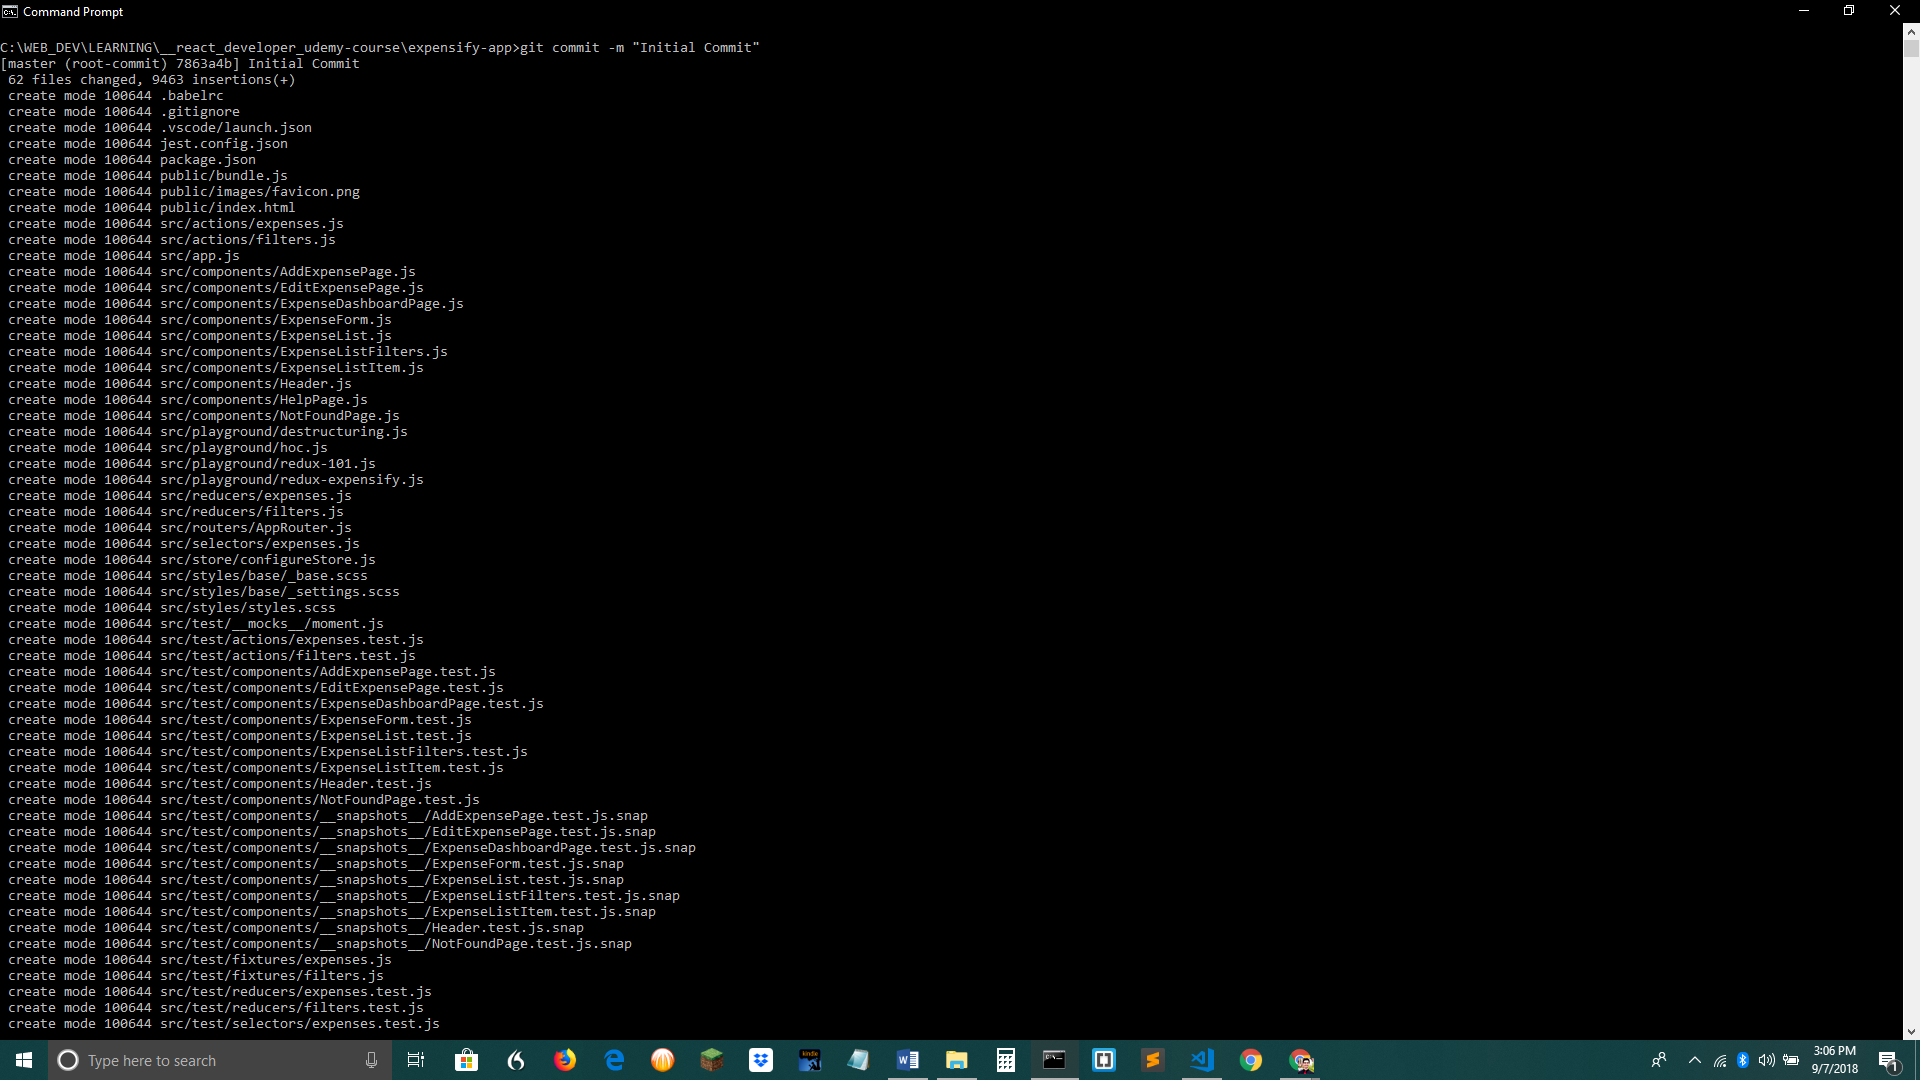 Command Prompt
C:\WEB_DEV\LEARNING\__react_developer_udemy-course\expensify-app>git commit -m "Initial Commit"
[master (root-commit) 7863a4b] Initial Commit
 62 files changed, 9463 insertions(+)
 create mode 100644 .babelrc
 create mode 100644 .gitignore
 create mode 100644 .vscode/launch.json
 create mode 100644 jest.config.json
 create mode 100644 package.json
 create mode 100644 public/bundle.js
 create mode 100644 public/images/favicon.png
 create mode 100644 public/index.html
 create mode 100644 src/actions/expenses.js
 create mode 100644 src/actions/filters.js
 create mode 100644 src/app.js
 create mode 100644 src/components/AddExpensePage.js
 create mode 100644 src/components/EditExpensePage.js
 create mode 100644 src/components/ExpenseDashboardPage.js
 create mode 100644 src/components/ExpenseForm.js
 create mode 100644 src/components/ExpenseList.js
 create mode 100644 src/components/ExpenseListFilters.js
 create mode 100644 src/components/ExpenseListItem.js
 create mode 100644 src/components/Header.js
 create mode 100644 src/components/HelpPage.js
 create mode 100644 src/components/NotFoundPage.js
 create mode 100644 src/playground/destructuring.js
 create mode 100644 src/playground/hoc.js
 create mode 100644 src/playground/redux-101.js
 create mode 100644 src/playground/redux-expensify.js
 create mode 100644 src/reducers/expenses.js
 create mode 100644 src/reducers/filters.js
 create mode 100644 src/routers/AppRouter.js
 create mode 100644 src/selectors/expenses.js
 create mode 100644 src/store/configureStore.js
 create mode 100644 src/styles/base/_base.scss
 create mode 100644 src/styles/base/_settings.scss
 create mode 100644 src/styles/styles.scss
 create mode 100644 src/test/__mocks__/moment.js
 create mode 100644 src/test/actions/expenses.test.js
 create mode 100644 src/test/actions/filters.test.js
 create mode 100644 src/test/components/AddExpensePage.test.js
 create mode 100644 src/test/components/EditExpensePage.test.js
 create mode 100644 src/test/components/ExpenseDashboardPage.test.js
 create mode 100644 src/test/components/ExpenseForm.test.js
 create mode 100644 src/test/components/ExpenseList.test.js
 create mode 100644 src/test/components/ExpenseListFilters.test.js
 create mode 100644 src/test/components/ExpenseListItem.test.js
 create mode 100644 src/test/components/Header.test.js
 create mode 100644 src/test/components/NotFoundPage.test.js
 create mode 100644 src/test/components/__snapshots__/AddExpensePage.test.js.snap
 create mode 100644 src/test/components/__snapshots__/EditExpensePage.test.js.snap
 create mode 100644 src/test/components/__snapshots__/ExpenseDashboardPage.test.js.snap
 create mode 100644 src/test/components/__snapshots__/ExpenseForm.test.js.snap
 create mode 100644 src/test/components/__snapshots__/ExpenseList.test.js.snap
 create mode 100644 src/test/components/__snapshots__/ExpenseListFilters.test.js.snap
 create mode 100644 src/test/components/__snapshots__/ExpenseListItem.test.js.snap
 create mode 100644 src/test/components/__snapshots__/Header.test.js.snap
 create mode 100644 src/test/components/__snapshots__/NotFoundPage.test.js.snap
 create mode 100644 src/test/fixtures/expenses.js
 create mode 100644 src/test/fixtures/filters.js
 create mode 100644 src/test/reducers/expenses.test.js
 create mode 100644 src/test/reducers/filters.test.js
 create mode 100644 src/test/selectors/expenses.test.js
Type here to search
kindle
3:06 PM
9/7/2018
1